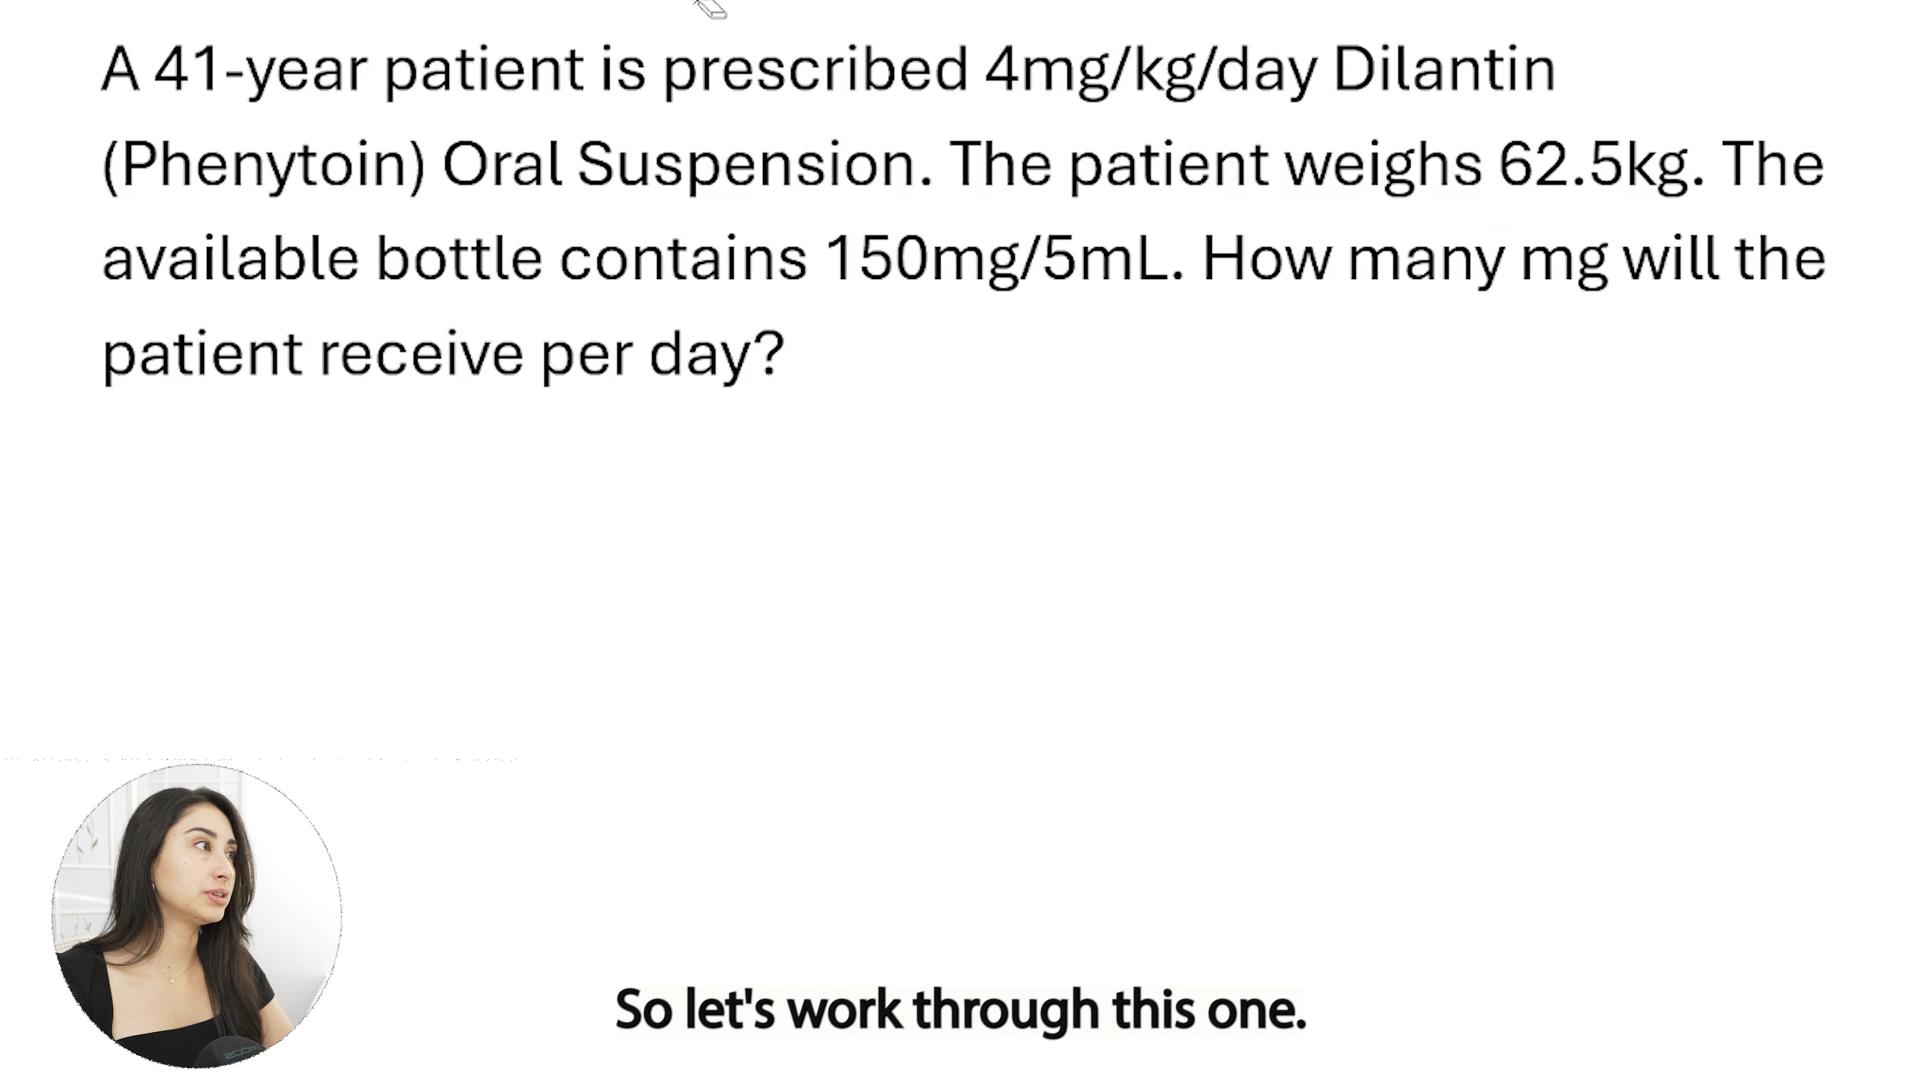 A 41-year patient is prescribed 4mg/kg/day Dilantin
(Phenytoin) Oral Suspension. The patient weighs 62.5kg. The
available bottle contains 150mg/5mL. How many mg will the
patient receive per day?
So let's work through this one.